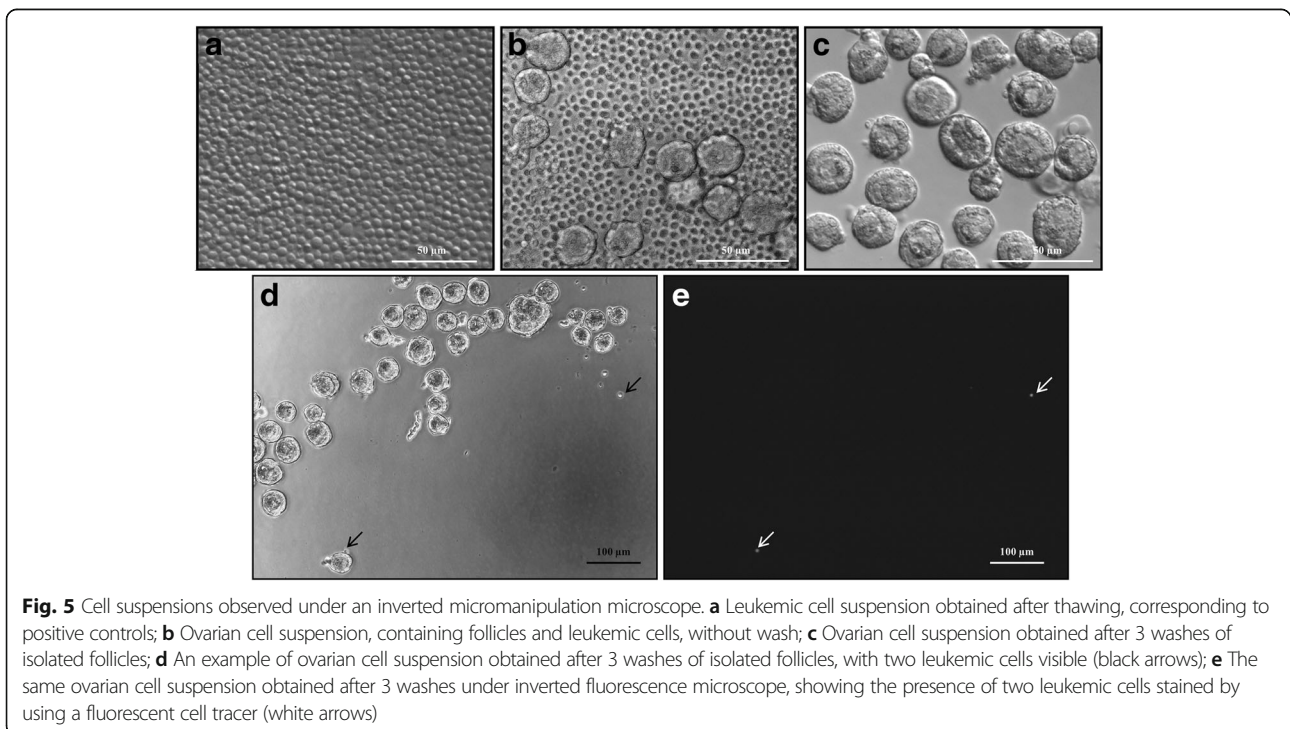 a
b
c
50 µm
50 µm
50 µm
d
e
100 µm
100 µm
Fig. 5 Cell suspensions observed under an inverted micromanipulation microscope. a Leukemic cell suspension obtained after thawing, corresponding to
positive controls; b Ovarian cell suspension, containing follicles and leukemic cells, without wash; c Ovarian cell suspension obtained after 3 washes of
isolated follicles; d An example of ovarian cell suspension obtained after 3 washes of isolated follicles, with two leukemic cells visible (black arrows); e The
same ovarian cell suspension obtained after 3 washes under inverted fluorescence microscope, showing the presence of two leukemic cells stained by
using a fluorescent cell tracer (white arrows)